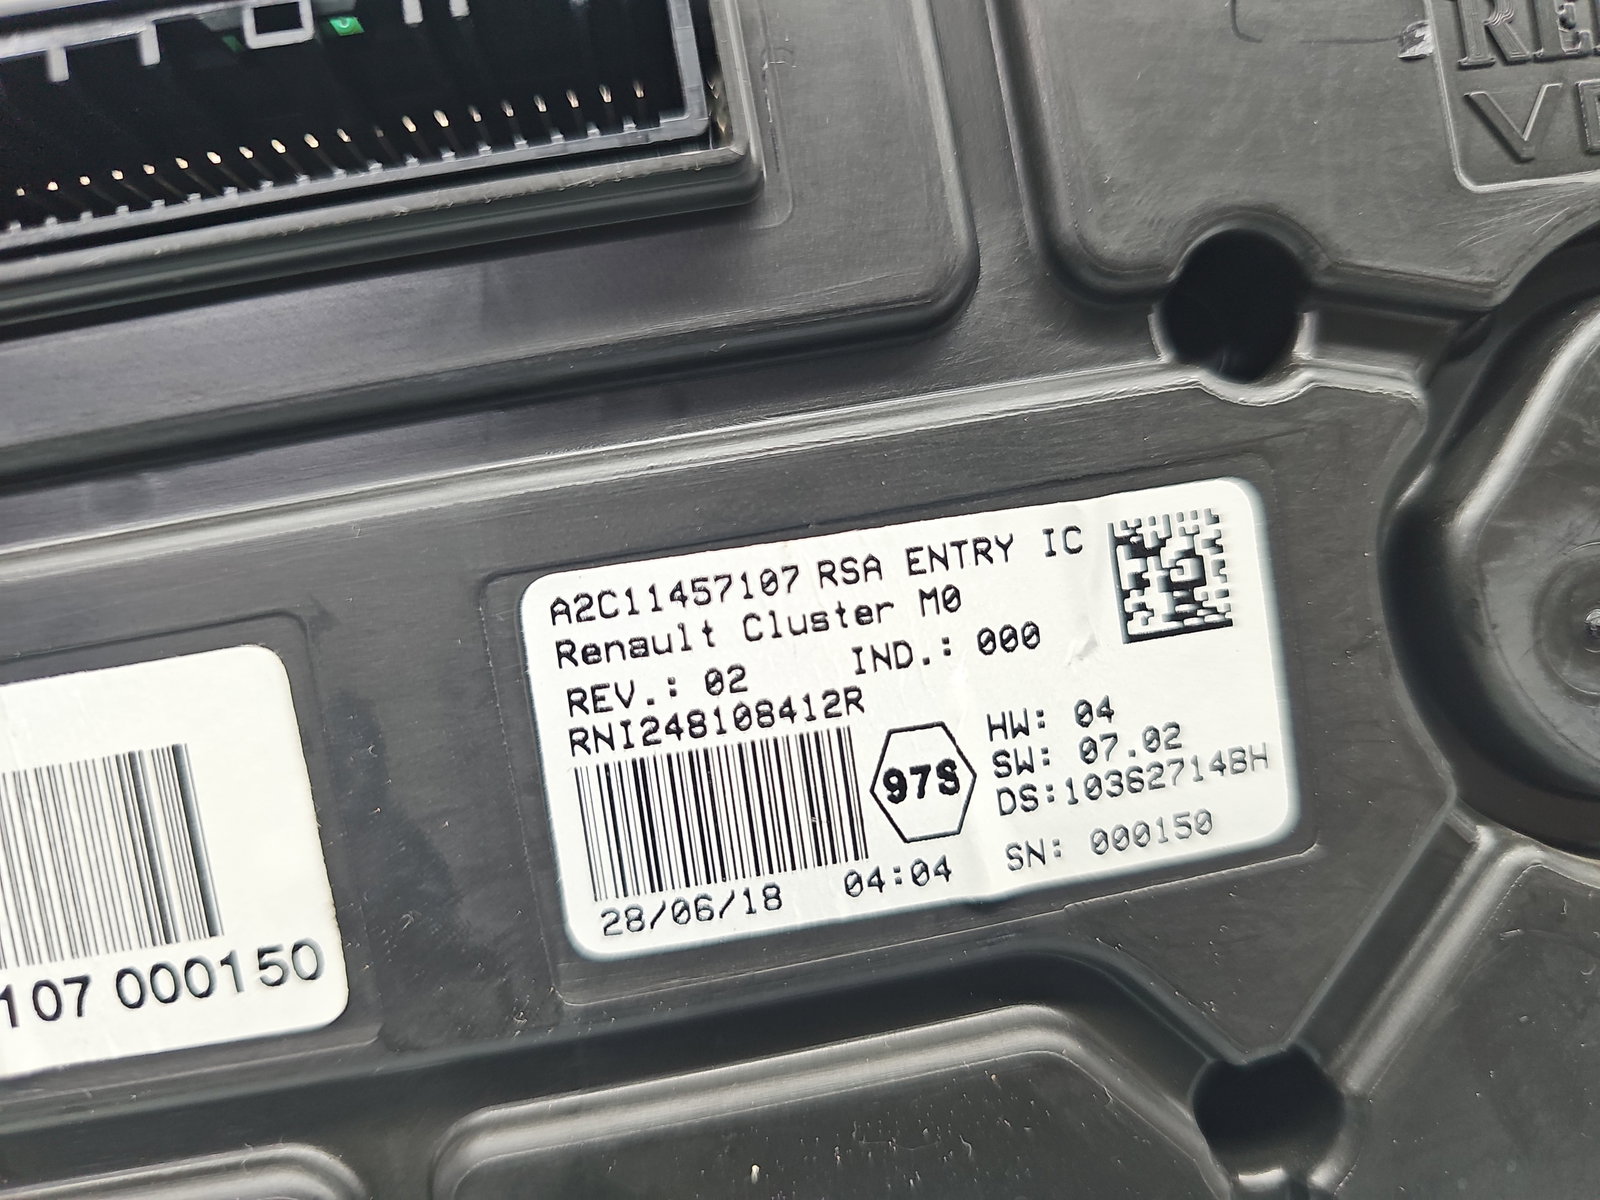 A2C11457107 RSA ENTRY IC
Renault Cluster M0
REV.: 02 IND.: 000
RNI248108412R
97S
HW: 04
SW: 07.02
DS:103627148H
28/06/18 04:04 SN: 000150
107 000150